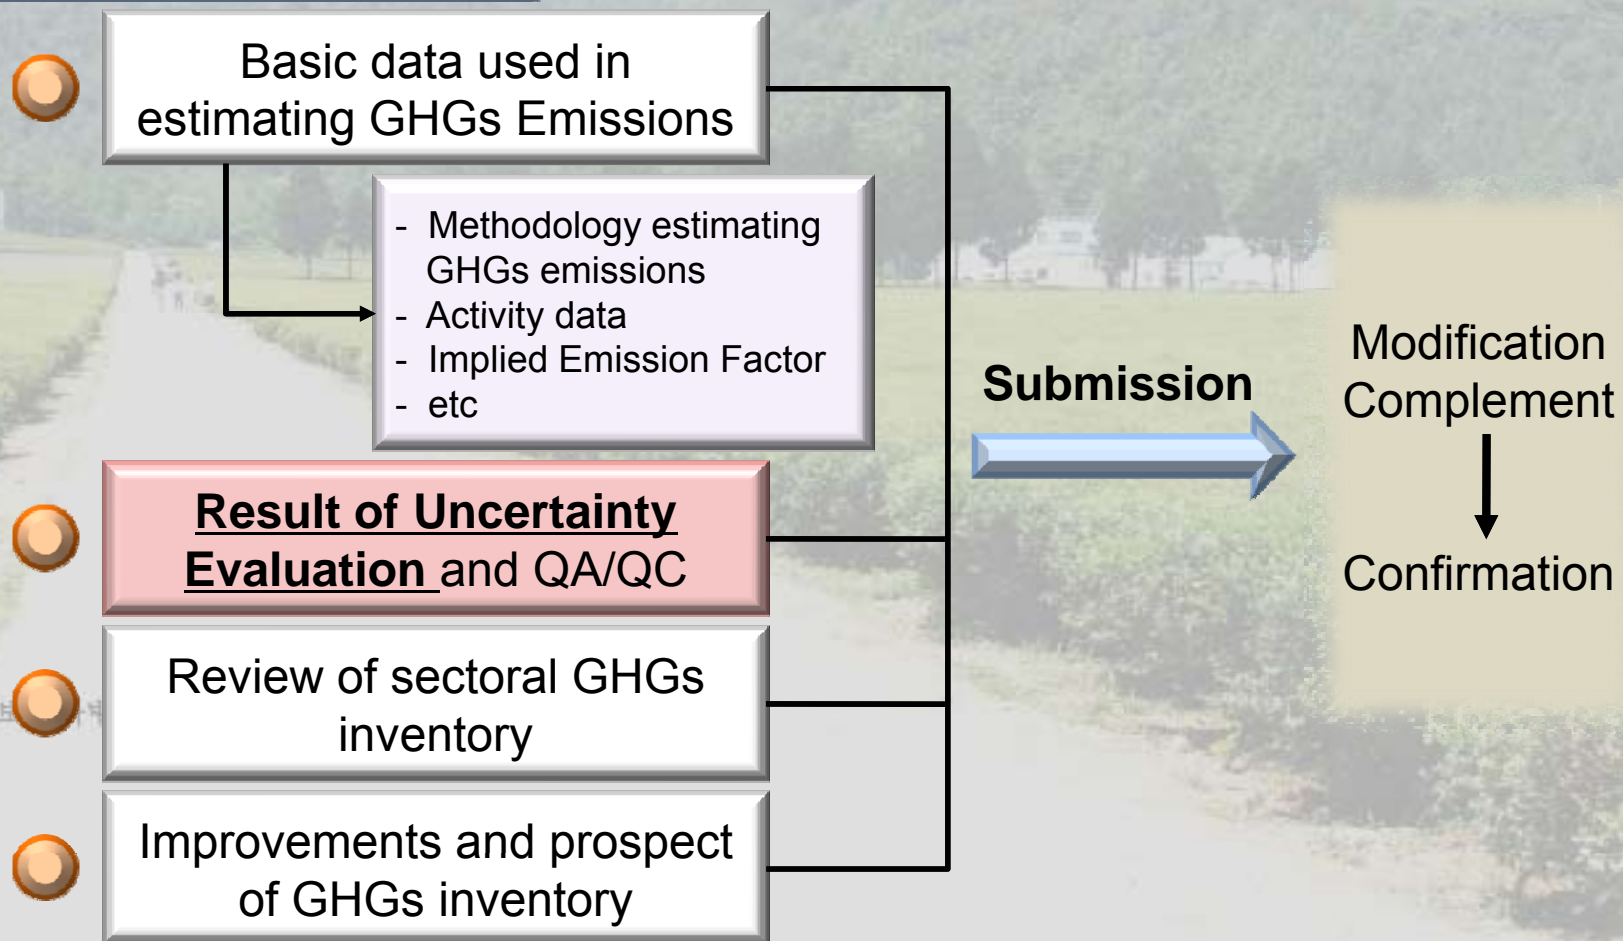 Basic data used in
estimating GHGs Emissions
- Methodology estimating
GHGs emissions
- Activity data
- Implied Emission Factor
- etc
Result of Uncertainty
Evaluation and QA/QC
Review of sectoral GHGs
inventory
Improvements and prospect
of GHGs inventory
Submission
Modification
Complement
Confirmation